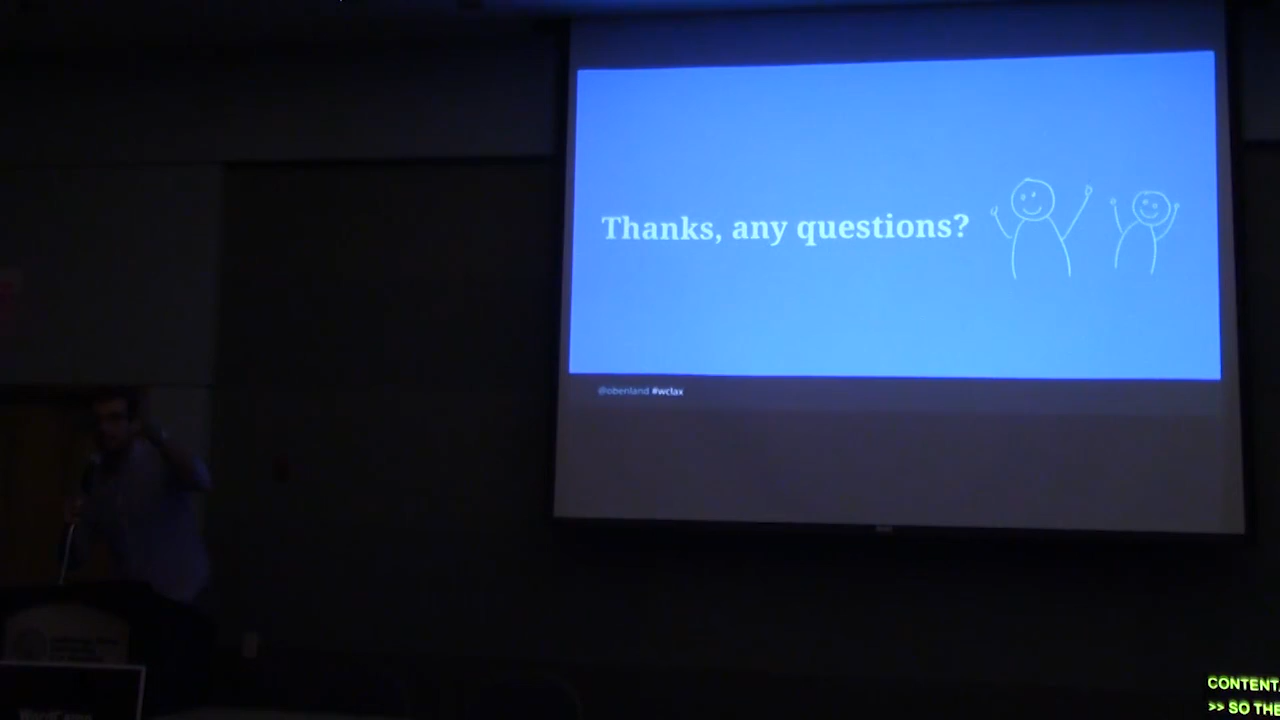 Thanks, any questions?
@obenland #wclax
CONTENT.
>> SO THE